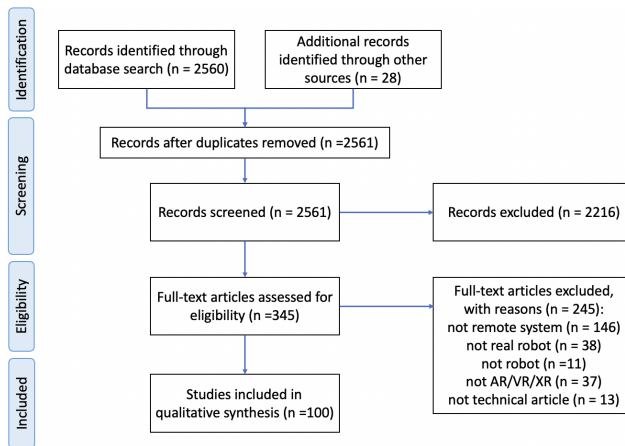 Identification
Records identified through
database search (n = 2560)
Additional records
identified through other
sources (n = 28)
Screening
Records after duplicates removed (n =2561)
Records screened (n = 2561)
Records excluded (n = 2216)
Eligibility
Full-text articles assessed for
eligibility (n =345)
Full-text articles excluded,
with reasons (n = 245):
not remote system (n = 146)
not real robot (n = 38)
not robot (n =11)
not AR/VR/XR (n = 37)
not technical article (n = 13)
Included
Studies included in
qualitative synthesis (n =100)